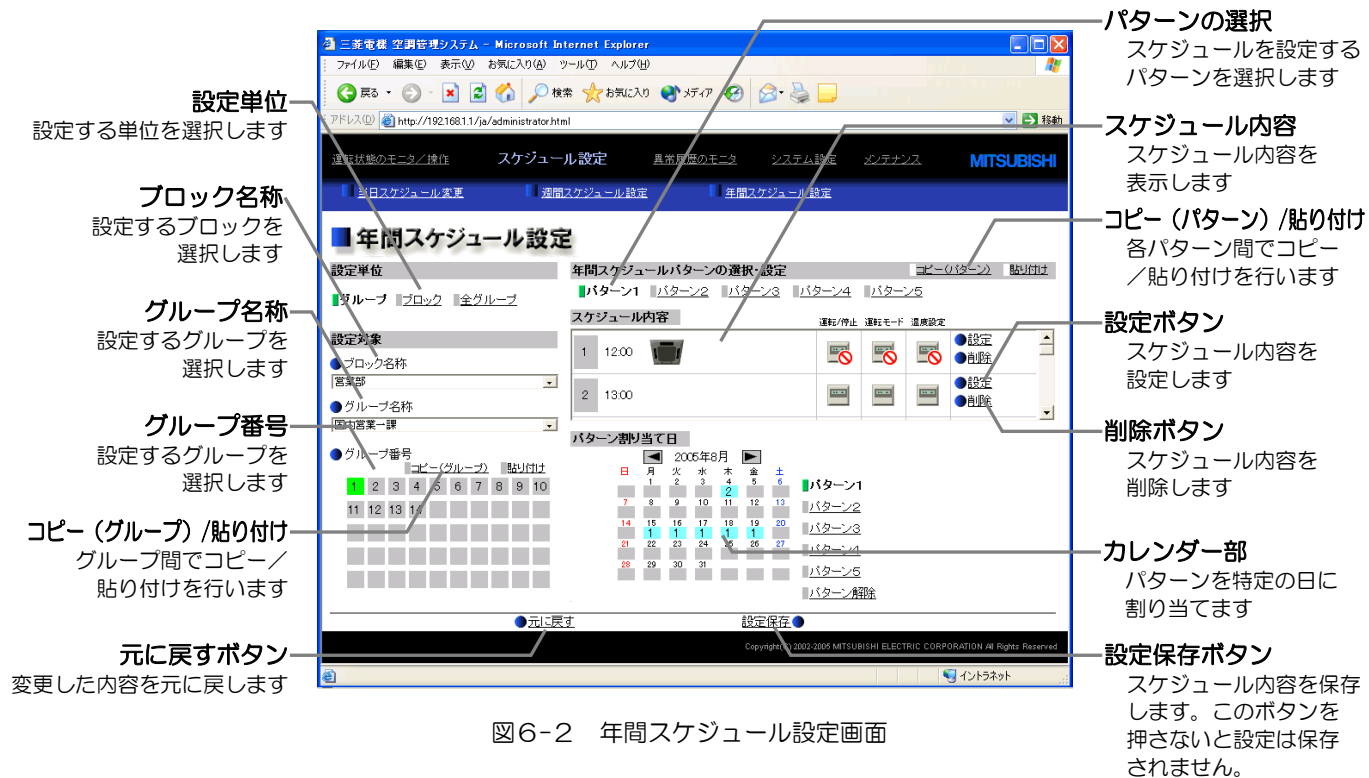 設定単位
設定する単位を選択します
ブロック名称
設定するブロックを
選択します
グループ名称
設定するグループを
選択します
グループ番号
設定するグループを
選択します
コピー（グループ）/貼り付け
グループ間でコピー／
貼り付けを行います
元に戻すボタン
変更した内容を元に戻します
三菱電機 空調管理システム - Microsoft Internet Explorer
ファイル(F) 編集(E) 表示(V) お気に入り(A) ツール(T) ヘルプ(H)
戻る 検索 お気に入り メディア
アドレス(D) http://192.168.1.1/ja/administrator.html 移動
運転状態のモニタ/操作 スケジュール設定 異常履歴のモニタ システム設定 メンテナンス MITSUBISHI
当日スケジュール変更 週間スケジュール設定 年間スケジュール設定
年間スケジュール設定
設定単位
グループ ブロック 全グループ
設定対象
ブロック名称
営業部
グループ名称
国内営業一課
グループ番号
コピー(グループ) 貼り付け
1 2 3 4 5 6 7 8 9 10
11 12 13 14
年間スケジュールパターンの選択・設定 コピー(パターン) 貼り付け
パターン1 パターン2 パターン3 パターン4 パターン5
スケジュール内容 運転/停止 運転モード 温度設定
1 12:00 設定
削除
2 13:00 設定
削除
パターン割り当て日
2005年8月
日 月 火 水 木 金 土
1 2 3 4 5 6
2
7 8 9 10 11 12 13
14 15 16 17 18 19 20
1 1 1 1 1
21 22 23 24 25 26 27
28 29 30 31
パターン1
パターン2
パターン3
パターン4
パターン5
パターン解除
元に戻す 設定保存
Copyright(C) 2002-2005 MITSUBISHI ELECTRIC CORPORATION All Rights Reserved
イントラネット
パターンの選択
スケジュールを設定する
パターンを選択します
スケジュール内容
スケジュール内容を
表示します
コピー（パターン）/貼り付け
各パターン間でコピー
／貼り付けを行います
設定ボタン
スケジュール内容を
設定します
削除ボタン
スケジュール内容を
削除します
カレンダー部
パターンを特定の日に
割り当てます
設定保存ボタン
スケジュール内容を保存
します。このボタンを
押さないと設定は保存
されません。
図6-2 年間スケジュール設定画面